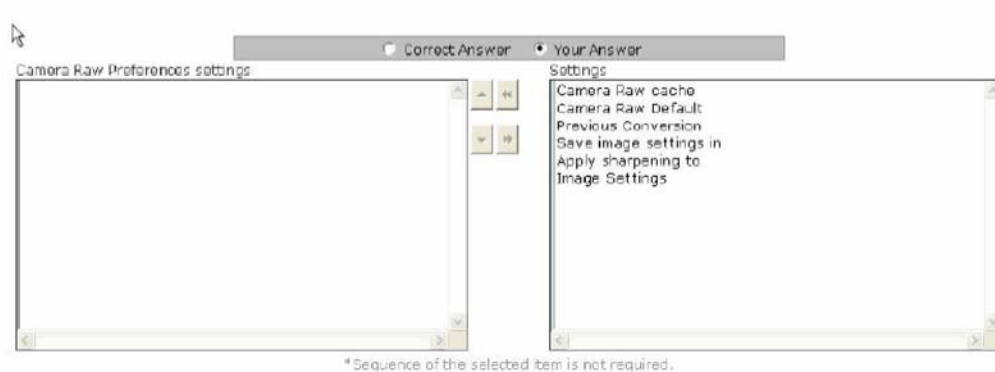 Correct Answer Your Answer
Camera Raw Preferences settings
Settings
Camera Raw cache
Camera Raw Default
Previous Conversion
Save image settings in
Apply sharpening to
Image Settings
*Sequence of the selected item is not required.